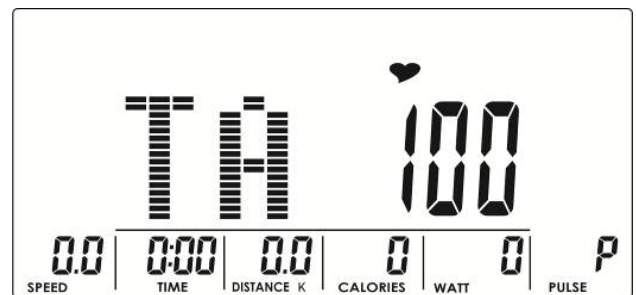 TA 100
0.0 0:00 0.0 0 0 P
SPEED TIME DISTANCE K CALORIES WATT PULSE